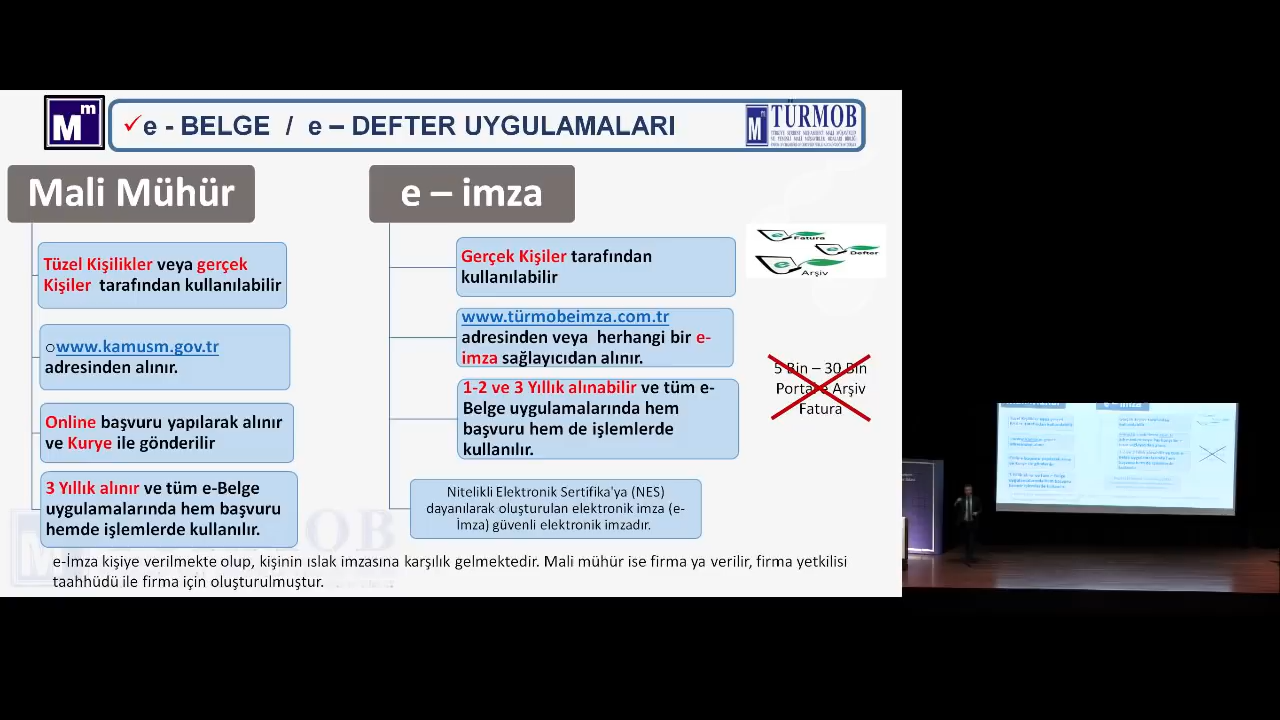 Mm
✓e - BELGE / e – DEFTER UYGULAMALARI
TÜRMOB
Mali Mühür
e – imza
Tüzel Kişilikler veya gerçek
Kişiler tarafından kullanılabilir
○www.kamusm.gov.tr
adresinden alınır.
Online başvuru yapılarak alınır
ve Kurye ile gönderilir
3 Yıllık alınır ve tüm e-Belge
uygulamalarında hem başvuru
hemde işlemlerde kullanılır.
Gerçek Kişiler tarafından
kullanılabilir
www.türmobeimza.com.tr
adresinden veya herhangi bir e-
imza sağlayıcıdan alınır.
1-2 ve 3 Yıllık alınabilir ve tüm e-
Belge uygulamalarında hem
başvuru hem de işlemlerde
kullanılır.
Nitelikli Elektronik Sertifika'ya (NES)
dayanılarak oluşturulan elektronik imza (e-
İmza) güvenli elektronik imzadır.
e Fatura
e Defter
e Arşiv
5 Bin – 30 Bin
Portal e Arşiv
Fatura
e-İmza kişiye verilmekte olup, kişinin ıslak imzasına karşılık gelmektedir. Mali mühür ise firma ya verilir, firma yetkilisi
taahhüdü ile firma için oluşturulmuştur.